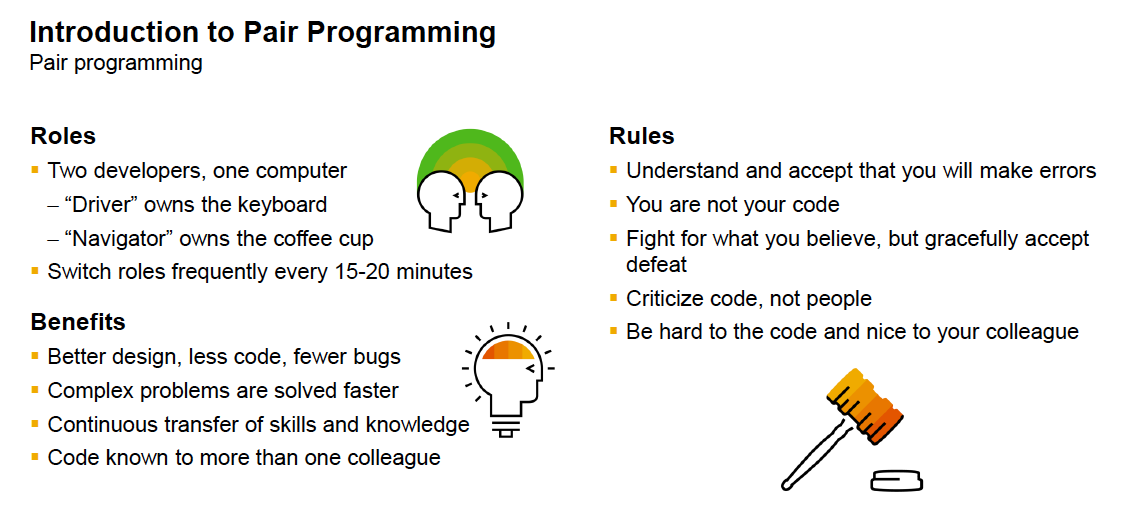 Introduction to Pair Programming
Pair programming
Roles
▪ Two developers, one computer
– “Driver” owns the keyboard
– “Navigator” owns the coffee cup
▪ Switch roles frequently every 15-20 minutes
Benefits
▪ Better design, less code, fewer bugs
▪ Complex problems are solved faster
▪ Continuous transfer of skills and knowledge
▪ Code known to more than one colleague
Rules
▪ Understand and accept that you will make errors
▪ You are not your code
▪ Fight for what you believe, but gracefully accept
defeat
▪ Criticize code, not people
▪ Be hard to the code and nice to your colleague